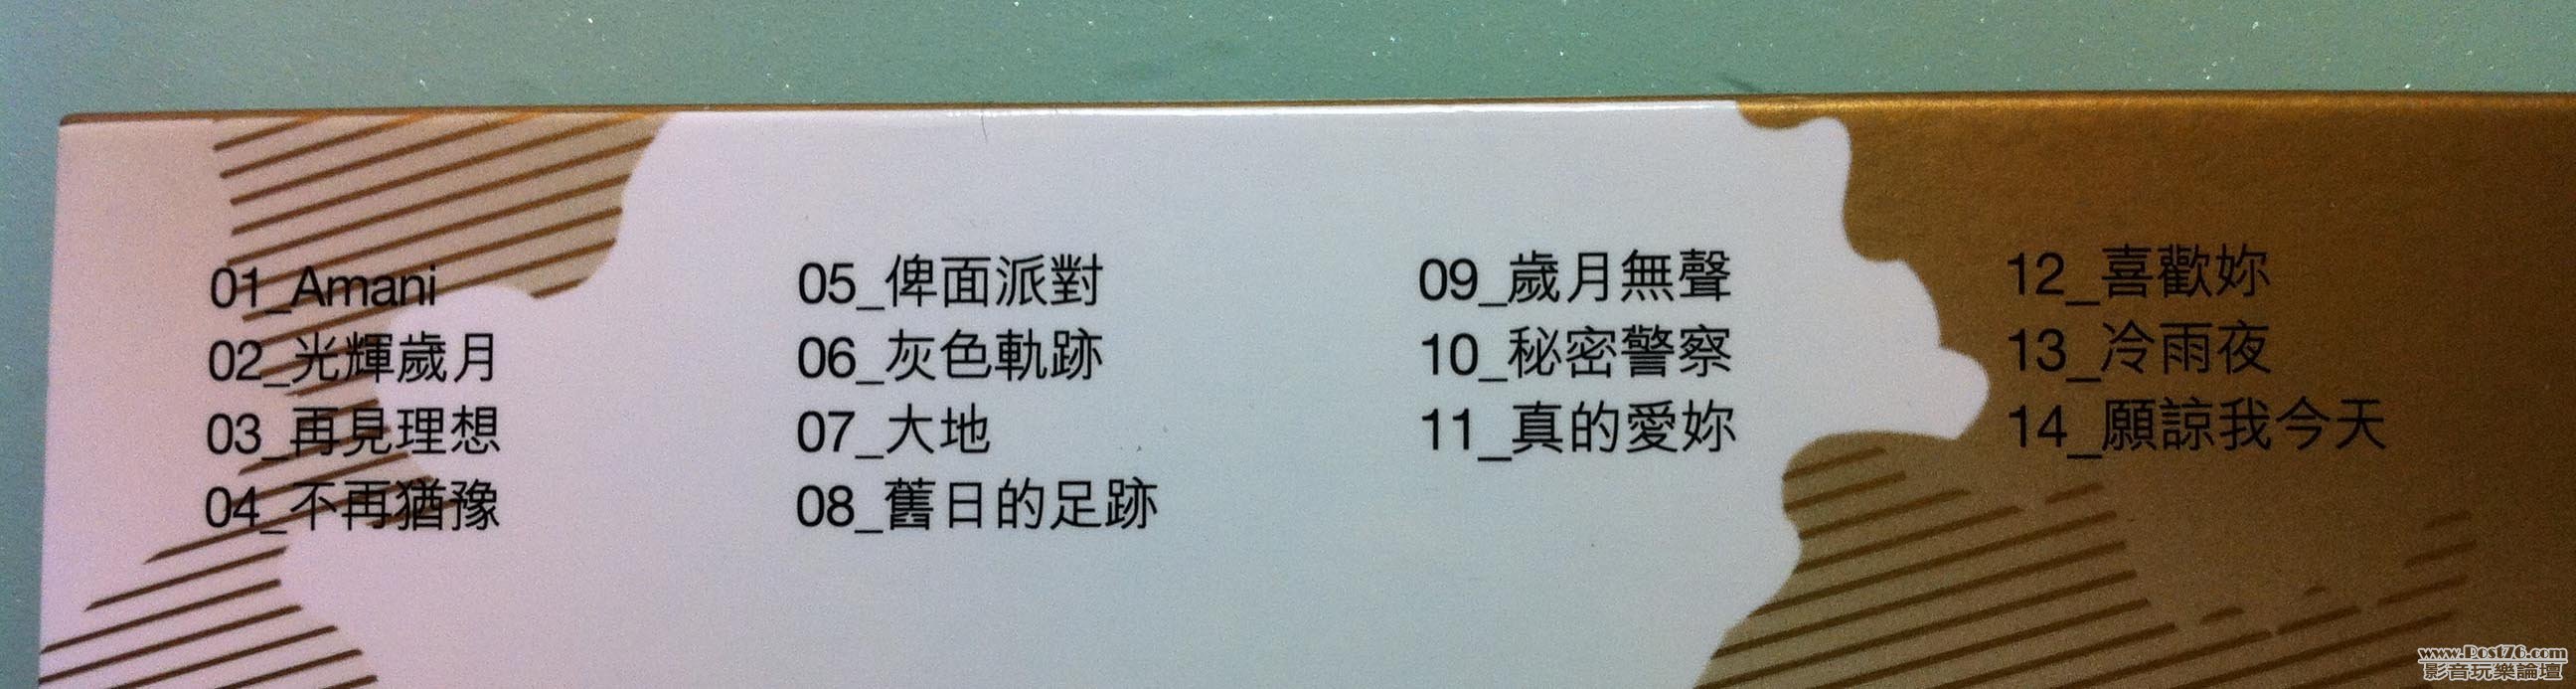 01_Amani
02_光輝歲月
03_再見理想
04_不再猶豫
05_俾面派對
06_灰色軌跡
07_大地
08_舊日的足跡
09_歲月無聲
10_秘密警察
11_真的愛妳
12_喜歡妳
13_冷雨夜
14_願諒我今天
www.Post76.com
影音玩樂論壇